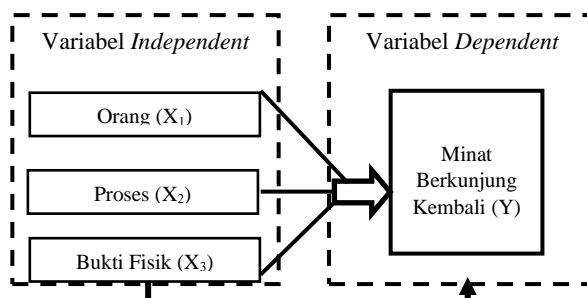 Variabel Independent
Variabel Dependent
Orang (X₁)
Proses (X₂)
Bukti Fisik (X₃)
Minat
Berkunjung
Kembali (Y)